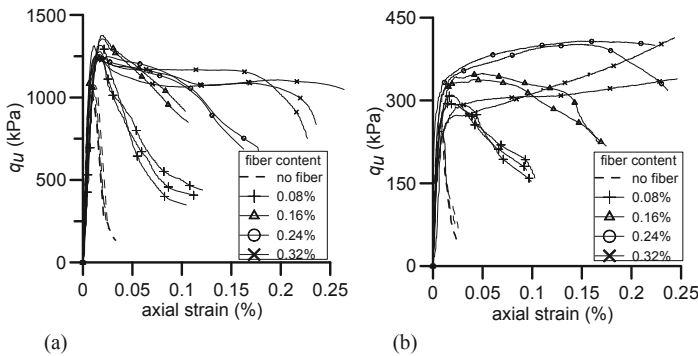 1500
1250
1000
750
500
250
0
qu (kPa)
0 0.05 0.1 0.15 0.2 0.25
axial strain (%)
fiber content
no fiber
0.08%
0.16%
0.24%
0.32%
(a)
450
300
150
0
qu (kPa)
0 0.05 0.1 0.15 0.2 0.25
axial strain (%)
fiber content
no fiber
0.08%
0.16%
0.24%
0.32%
(b)